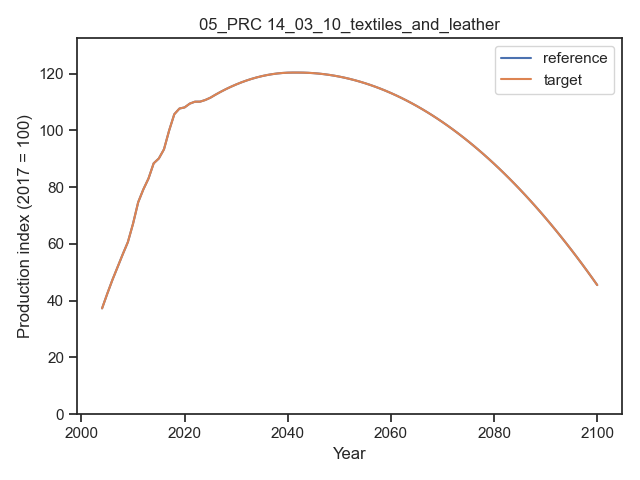 05_PRC 14_03_10_textiles_and_leather
reference
target
Production index (2017 = 100)
120
100
80
60
40
20
0
2000
2020
2040
2060
2080
2100
Year